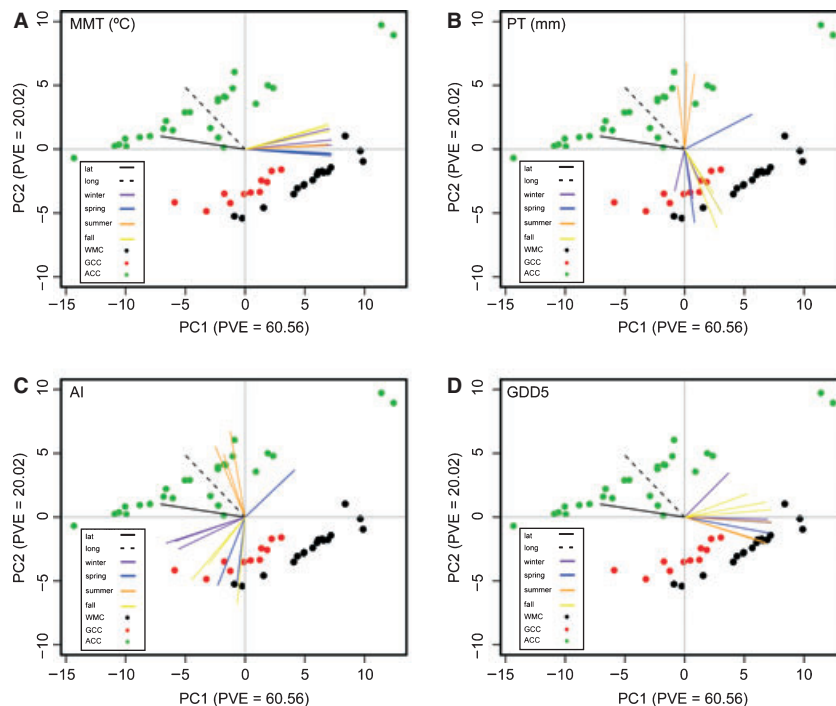 A
MMT (ºC)
PC2 (PVE = 20.02)
10
5
0
−5
−10
lat
long
winter
spring
summer
fall
WMC
GCC
ACC
−15
−10
−5
0
5
10
PC1 (PVE = 60.56)
B
PT (mm)
PC2 (PVE = 20.02)
10
5
0
−5
−10
lat
long
winter
spring
summer
fall
WMC
GCC
ACC
−15
−10
−5
0
5
10
PC1 (PVE = 60.56)
C
AI
PC2 (PVE = 20.02)
10
5
0
−5
−10
lat
long
winter
spring
summer
fall
WMC
GCC
ACC
−15
−10
−5
0
5
10
PC1 (PVE = 60.56)
D
GDD5
PC2 (PVE = 20.02)
10
5
0
−5
−10
lat
long
winter
spring
summer
fall
WMC
GCC
ACC
−15
−10
−5
0
5
10
PC1 (PVE = 60.56)